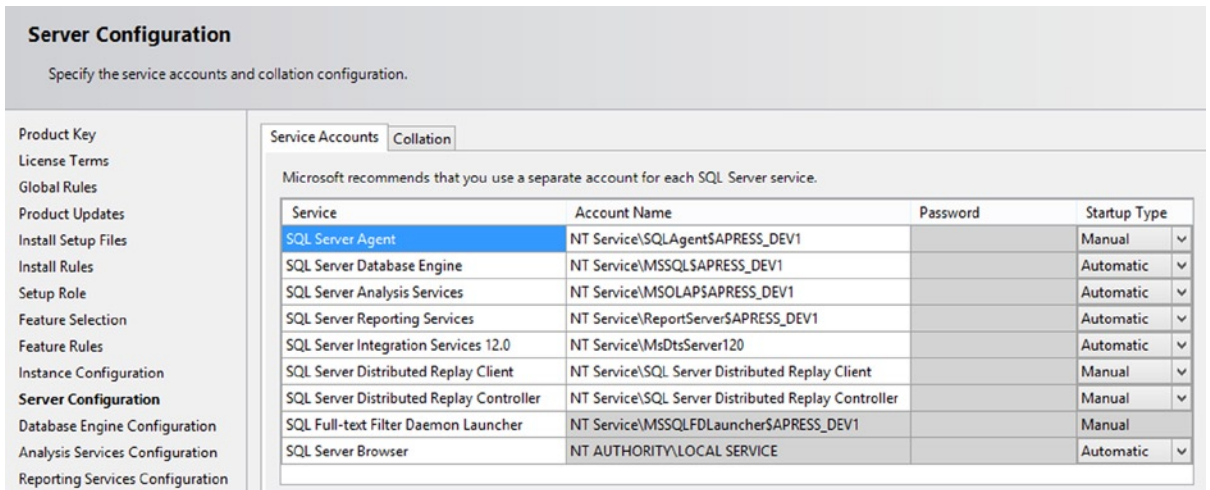 Server Configuration
Specify the service accounts and collation configuration.
Product Key
License Terms
Global Rules
Product Updates
Install Setup Files
Install Rules
Setup Role
Feature Selection
Feature Rules
Instance Configuration
Server Configuration
Database Engine Configuration
Analysis Services Configuration
Reporting Services Configuration
Service Accounts Collation
Microsoft recommends that you use a separate account for each SQL Server service.
Service Account Name Password Startup Type
SQL Server Agent NT Service\SQLAgent$APRESS_DEV1 Manual
SQL Server Database Engine NT Service\MSSQL$APRESS_DEV1 Automatic
SQL Server Analysis Services NT Service\MSOLAP$APRESS_DEV1 Automatic
SQL Server Reporting Services NT Service\ReportServer$APRESS_DEV1 Automatic
SQL Server Integration Services 12.0 NT Service\MsDtsServer120 Automatic
SQL Server Distributed Replay Client NT Service\SQL Server Distributed Replay Client Manual
SQL Server Distributed Replay Controller NT Service\SQL Server Distributed Replay Controller Manual
SQL Full-text Filter Daemon Launcher NT Service\MSSQLFDLauncher$APRESS_DEV1 Manual
SQL Server Browser NT AUTHORITY\LOCAL SERVICE Automatic